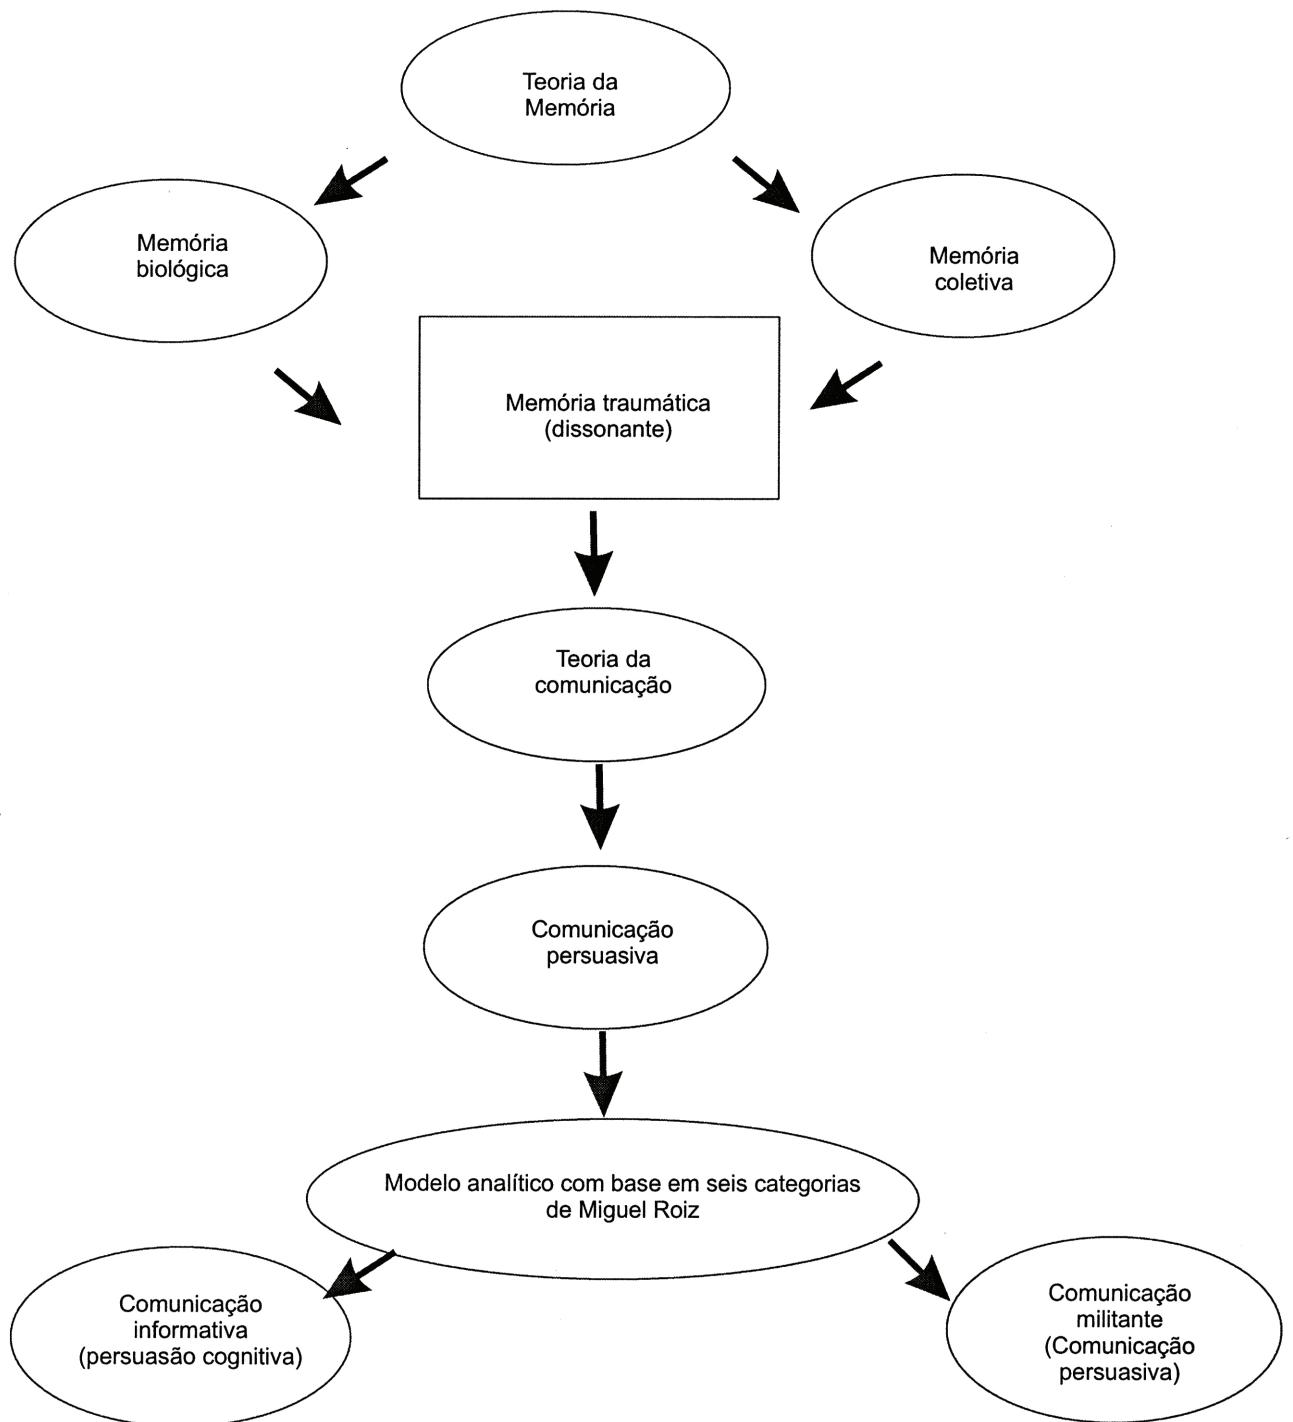 Teoria da
Memória
Memória
biológica
Memória
coletiva
Memória traumática
(dissonante)
Teoria da
comunicação
Comunicação
persuasiva
Modelo analítico com base em seis categorias
de Miguel Roiz
Comunicação
informativa
(persuasão cognitiva)
Comunicação
militante
(Comunicação
persuasiva)